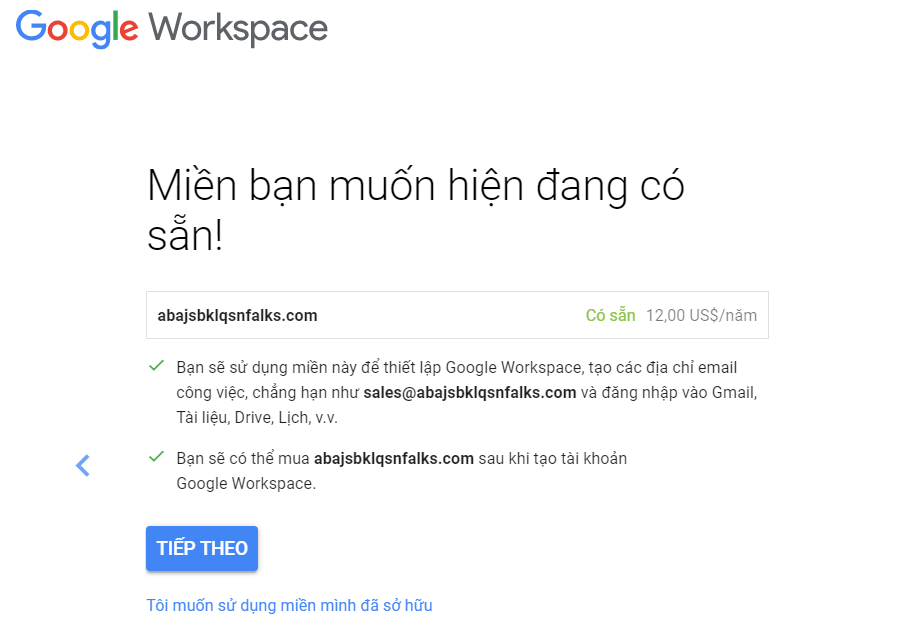 Google Workspace
Miền bạn muốn hiện đang có
sẵn!
abajsbklqsnfalks.com Có sẵn 12,00 US$/năm
Bạn sẽ sử dụng miền này để thiết lập Google Workspace, tạo các địa chỉ email
công việc, chẳng hạn như sales@abajsbklqsnfalks.com và đăng nhập vào Gmail,
Tài liệu, Drive, Lịch, v.v.
Bạn sẽ có thể mua abajsbklqsnfalks.com sau khi tạo tài khoản
Google Workspace.
TIẾP THEO
Tôi muốn sử dụng miền mình đã sở hữu